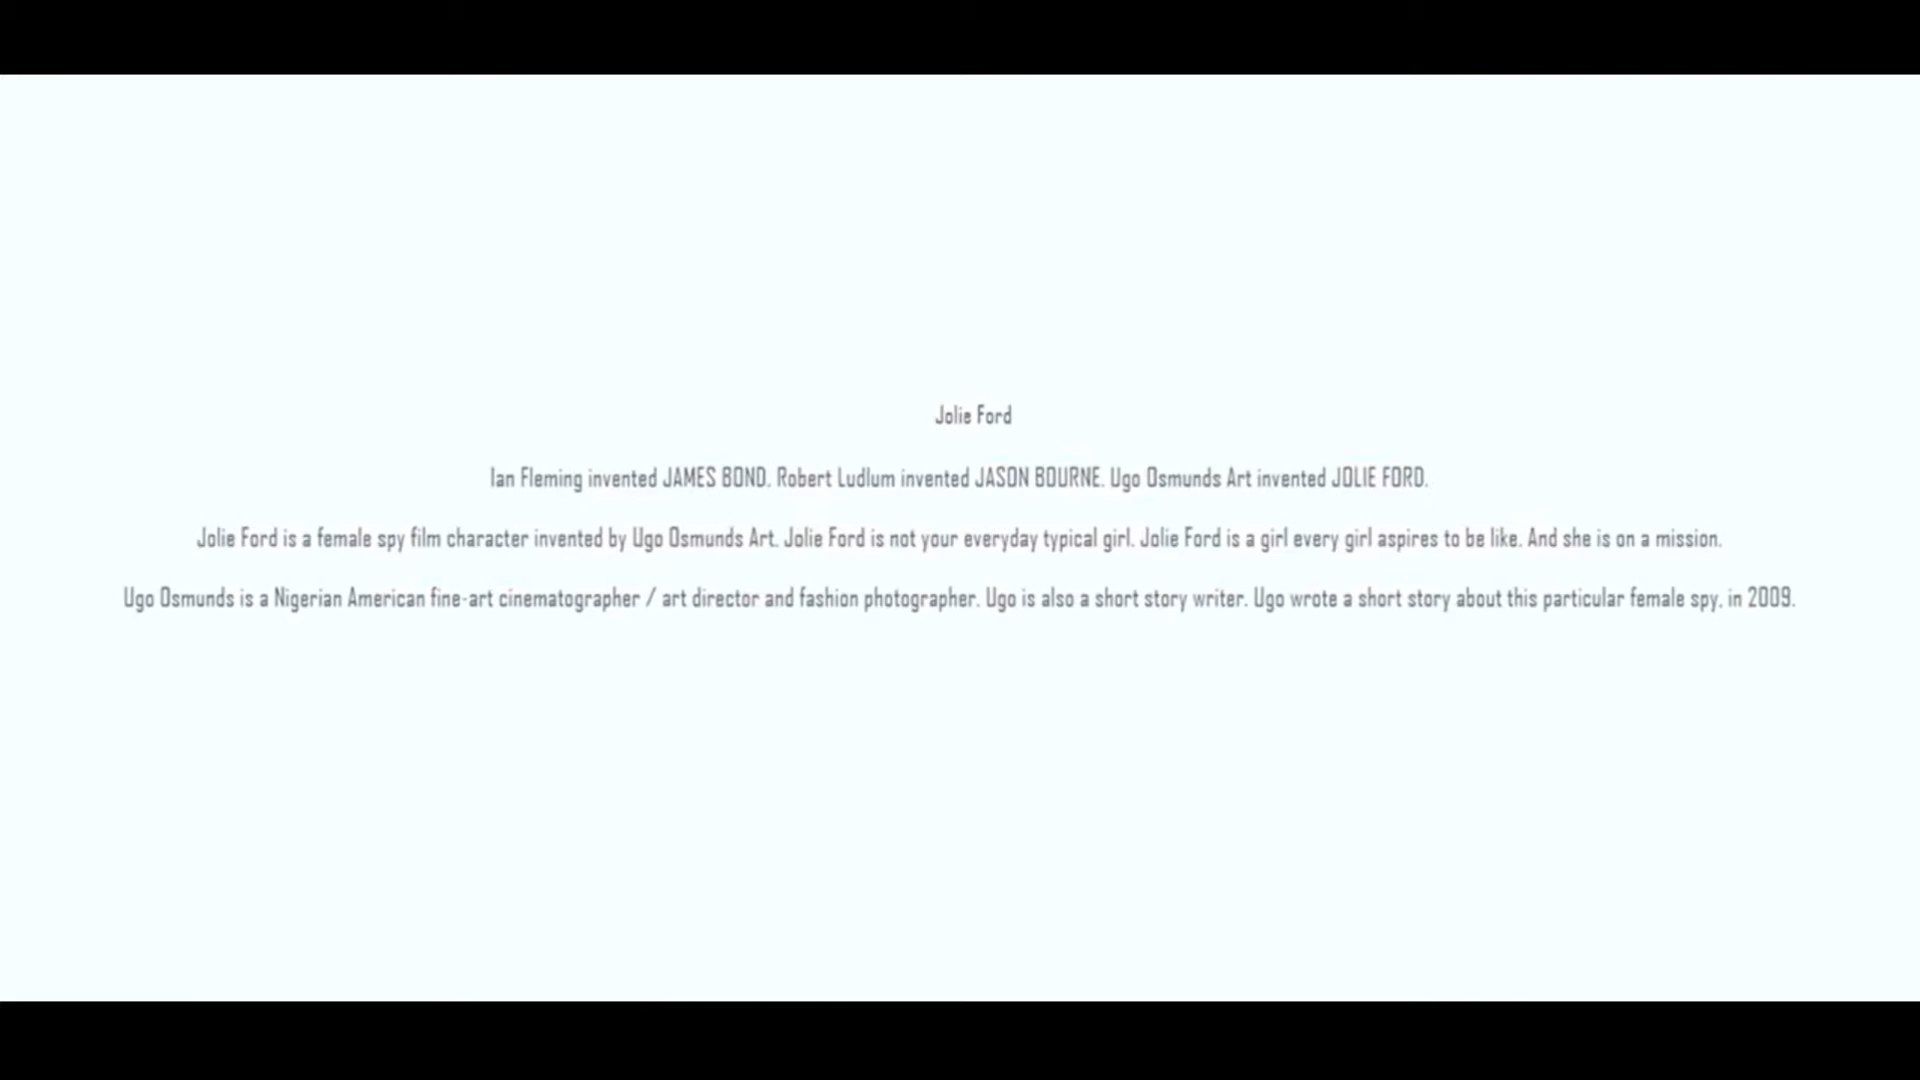 Jolie Ford
Ian Fleming invented JAMES BOND. Robert Ludlum invented JASON BOURNE. Ugo Osmunds Art invented JOLIE FORD.
Jolie Ford is a female spy film character invented by Ugo Osmunds Art. Jolie Ford is not your everyday typical girl. Jolie Ford is a girl every girl aspires to be like. And she is on a mission.
Ugo Osmunds is a Nigerian American fine-art cinematographer / art director and fashion photographer. Ugo is also a short story writer. Ugo wrote a short story about this particular female spy, in 2009.